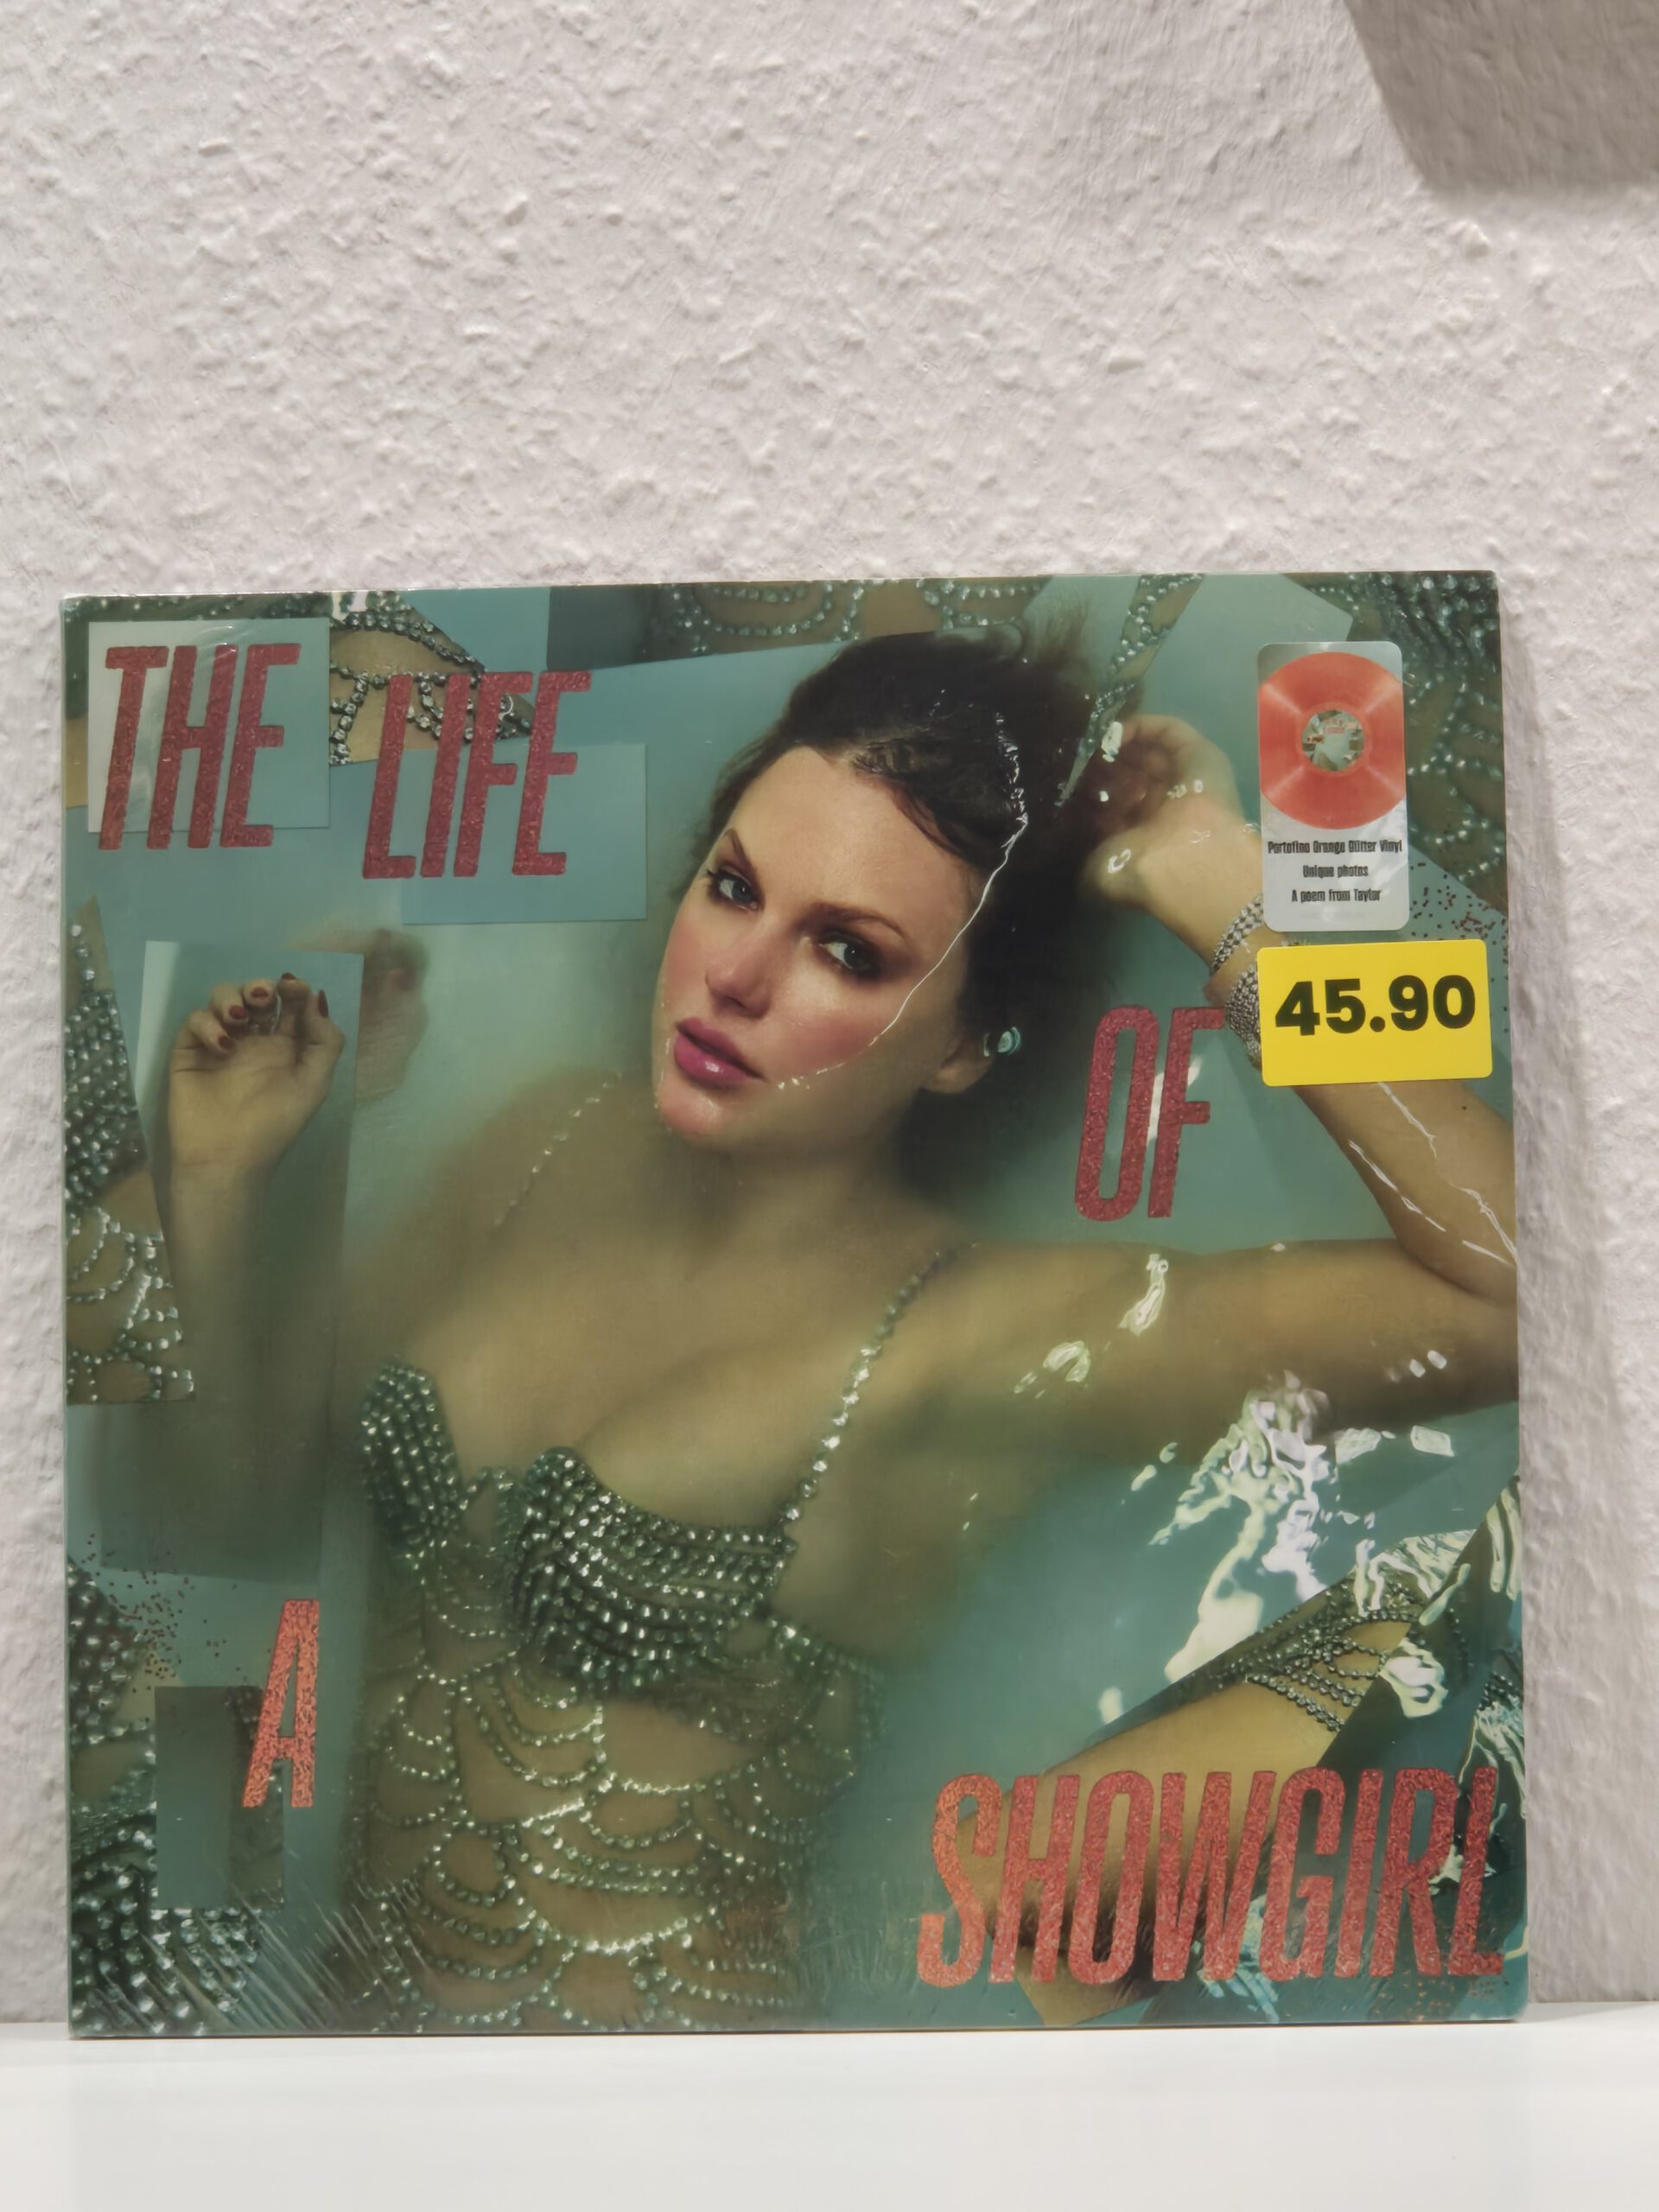 THE LIFE
Portofino Orange Glitter Vinyl
Unique photos
A poem from Taylor
45.90
OF
A
SHOWGIRL